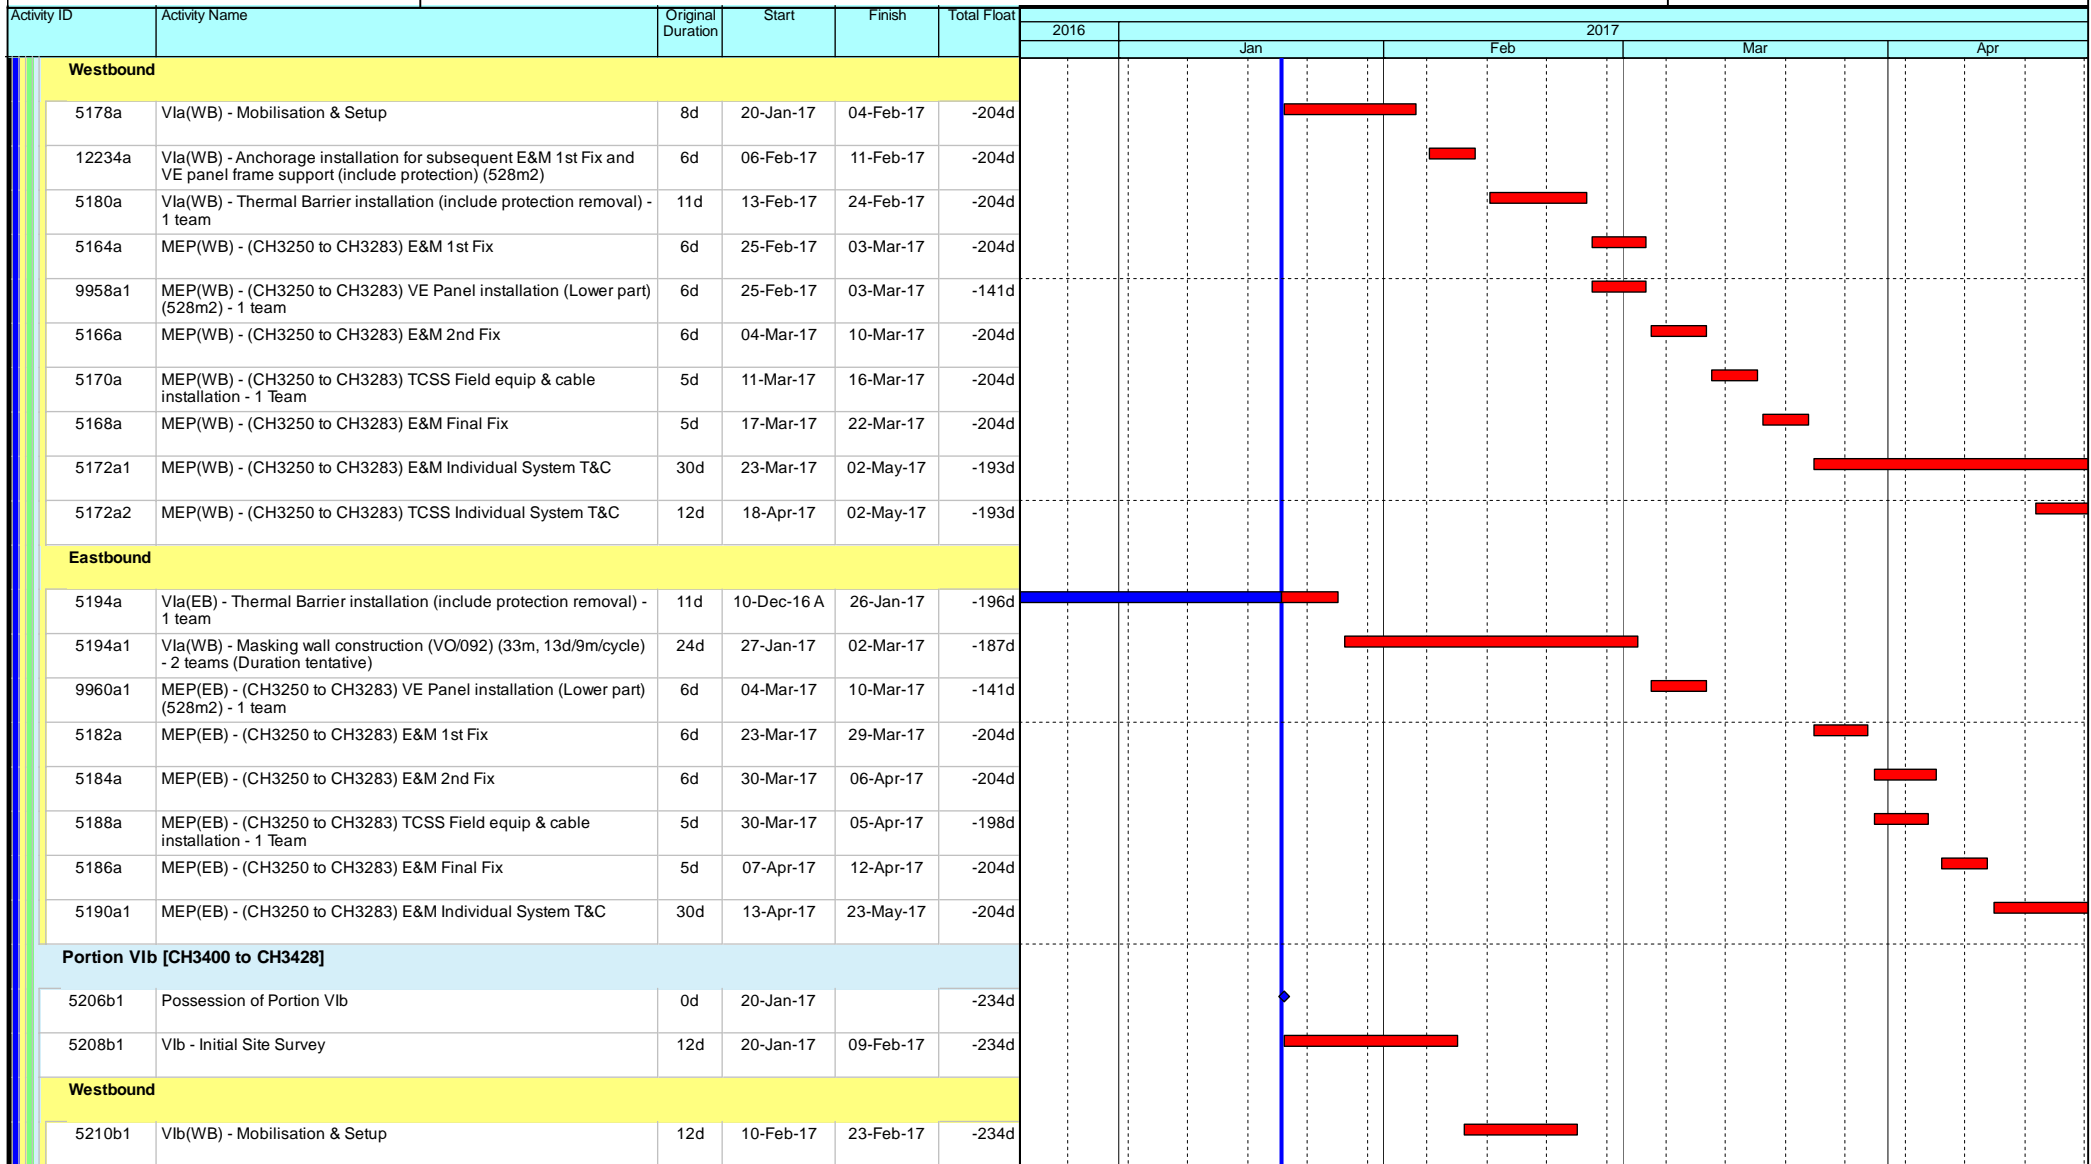 Activity ID Activity Name Original Duration Start Finish Total Float
2016 2017
Jan Feb Mar Apr
Westbound
5178a VIa(WB) - Mobilisation & Setup 8d 20-Jan-17 04-Feb-17 -204d
12234a VIa(WB) - Anchorage installation for subsequent E&M 1st Fix and 6d 06-Feb-17 11-Feb-17 -204d
VE panel frame support (include protection) (528m2)
5180a VIa(WB) - Thermal Barrier installation (include protection removal) - 11d 13-Feb-17 24-Feb-17 -204d
1 team
5164a MEP(WB) - (CH3250 to CH3283) E&M 1st Fix 6d 25-Feb-17 03-Mar-17 -204d
9958a1 MEP(WB) - (CH3250 to CH3283) VE Panel installation (Lower part) 6d 25-Feb-17 03-Mar-17 -141d
(528m2) - 1 team
5166a MEP(WB) - (CH3250 to CH3283) E&M 2nd Fix 6d 04-Mar-17 10-Mar-17 -204d
5170a MEP(WB) - (CH3250 to CH3283) TCSS Field equip & cable 5d 11-Mar-17 16-Mar-17 -204d
installation - 1 Team
5168a MEP(WB) - (CH3250 to CH3283) E&M Final Fix 5d 17-Mar-17 22-Mar-17 -204d
5172a1 MEP(WB) - (CH3250 to CH3283) E&M Individual System T&C 30d 23-Mar-17 02-May-17 -193d
5172a2 MEP(WB) - (CH3250 to CH3283) TCSS Individual System T&C 12d 18-Apr-17 02-May-17 -193d
Eastbound
5194a VIa(EB) - Thermal Barrier installation (include protection removal) - 11d 10-Dec-16 A 26-Jan-17 -196d
1 team
5194a1 VIa(WB) - Masking wall construction (VO/092) (33m, 13d/9m/cycle) 24d 27-Jan-17 02-Mar-17 -187d
- 2 teams (Duration tentative)
9960a1 MEP(EB) - (CH3250 to CH3283) VE Panel installation (Lower part) 6d 04-Mar-17 10-Mar-17 -141d
(528m2) - 1 team
5182a MEP(EB) - (CH3250 to CH3283) E&M 1st Fix 6d 23-Mar-17 29-Mar-17 -204d
5184a MEP(EB) - (CH3250 to CH3283) E&M 2nd Fix 6d 30-Mar-17 06-Apr-17 -204d
5188a MEP(EB) - (CH3250 to CH3283) TCSS Field equip & cable 5d 30-Mar-17 05-Apr-17 -198d
installation - 1 Team
5186a MEP(EB) - (CH3250 to CH3283) E&M Final Fix 5d 07-Apr-17 12-Apr-17 -204d
5190a1 MEP(EB) - (CH3250 to CH3283) E&M Individual System T&C 30d 13-Apr-17 23-May-17 -204d
Portion VIb [CH3400 to CH3428]
5206b1 Possession of Portion VIb 0d 20-Jan-17 -234d
5208b1 VIb - Initial Site Survey 12d 20-Jan-17 09-Feb-17 -234d
Westbound
5210b1 VIb(WB) - Mobilisation & Setup 12d 10-Feb-17 23-Feb-17 -234d